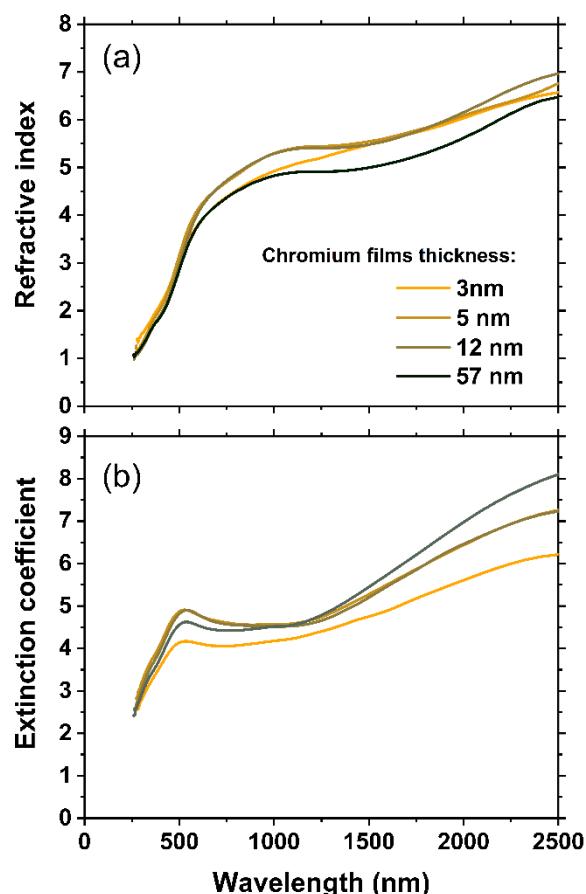 (a)
8
7
6
5
4
3
2
1
0
Refractive index
Chromium films thickness:
3nm
5 nm
12 nm
57 nm
(b)
9
8
7
6
5
4
3
2
1
0
Extinction coefficient
0 500 1000 1500 2000 2500
Wavelength (nm)